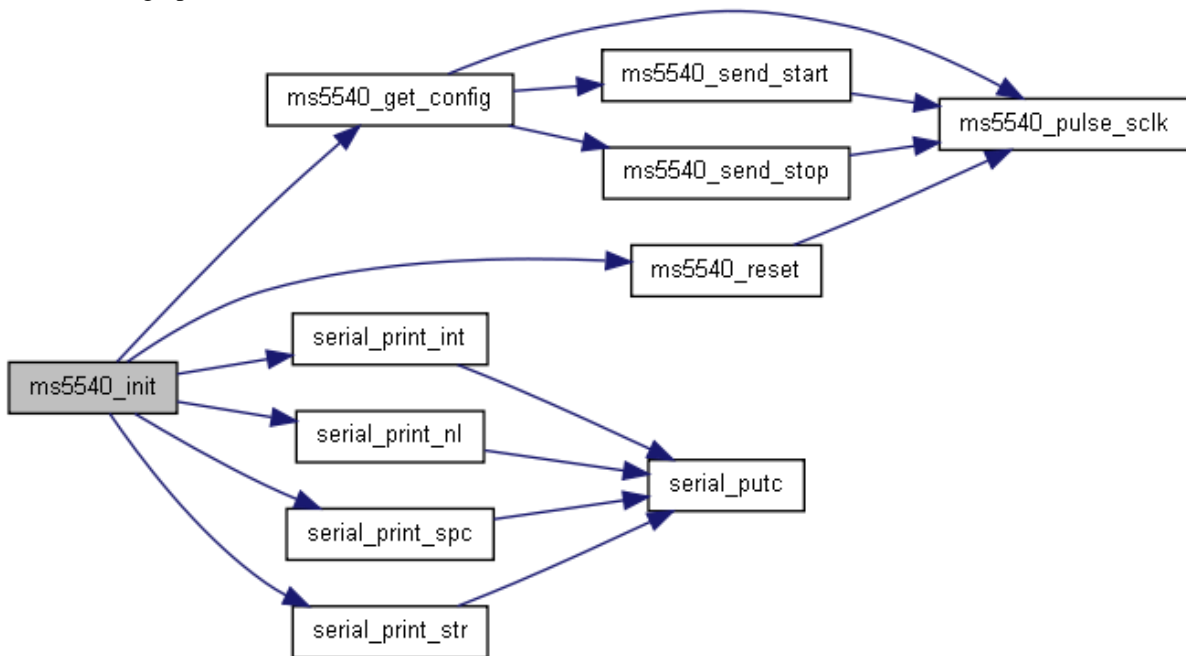 ms5540_get_config
ms5540_send_start
ms5540_pulse_sclk
ms5540_send_stop
ms5540_reset
serial_print_int
ms5540_init
serial_print_nl
serial_putc
serial_print_spc
serial_print_str